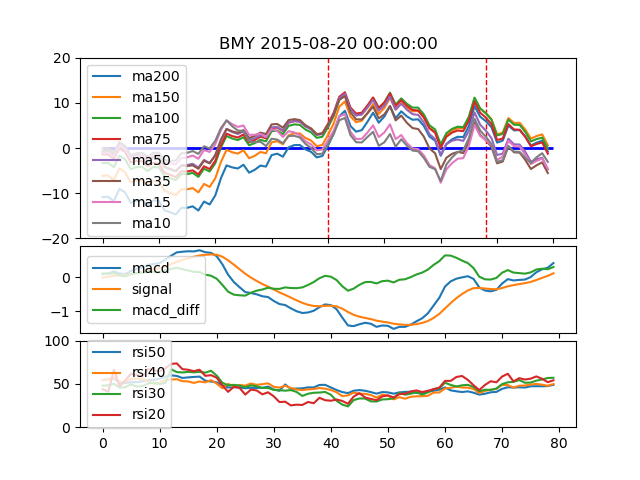 BMY 2015-08-20 00:00:00
20
10
0
−10
−20
ma200
ma150
ma100
ma75
ma50
ma35
ma15
ma10
0
−1
macd
signal
macd_diff
100
50
0
rsi50
rsi40
rsi30
rsi20
0 10 20 30 40 50 60 70 80